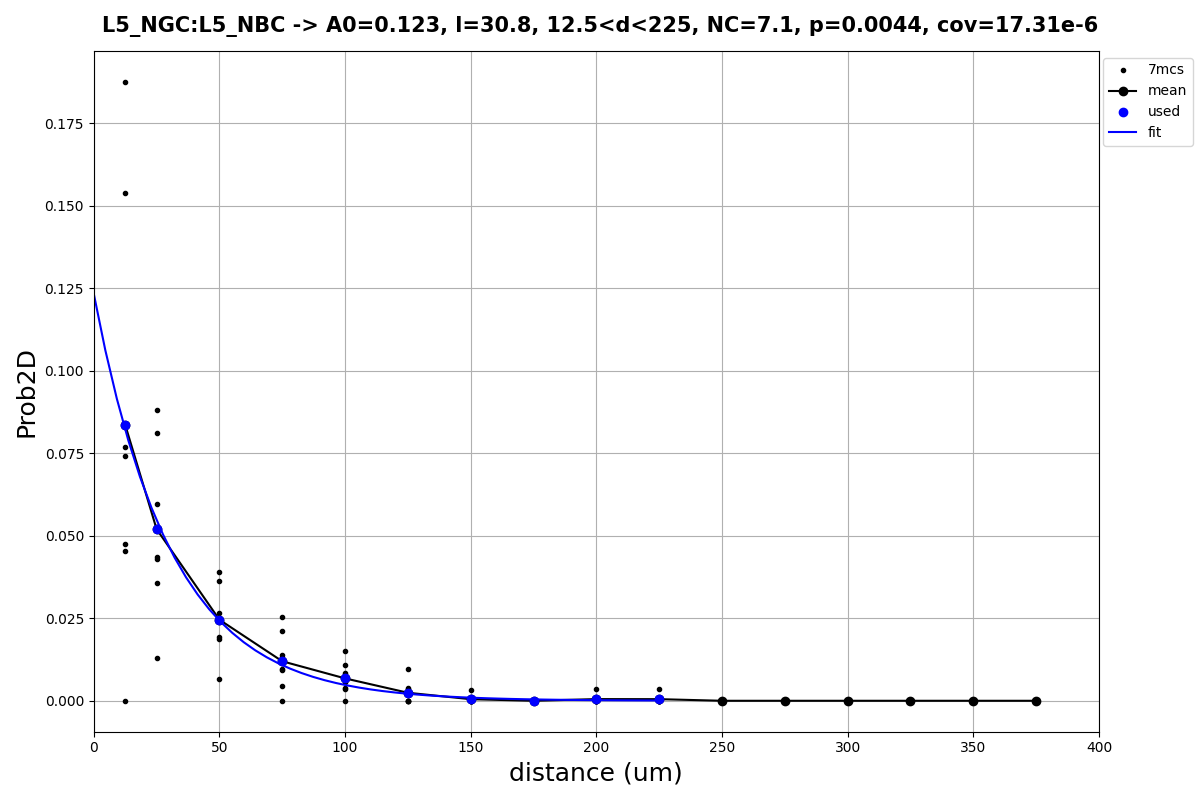 L5_NGC:L5_NBC -> A0=0.123, l=30.8, 12.5<d<225, NC=7.1, p=0.0044, cov=17.31e-6
7mcs
mean
used
fit
Prob2D
0.175
0.150
0.125
0.100
0.075
0.050
0.025
0.000
0 50 100 150 200 250 300 350 400
distance (um)